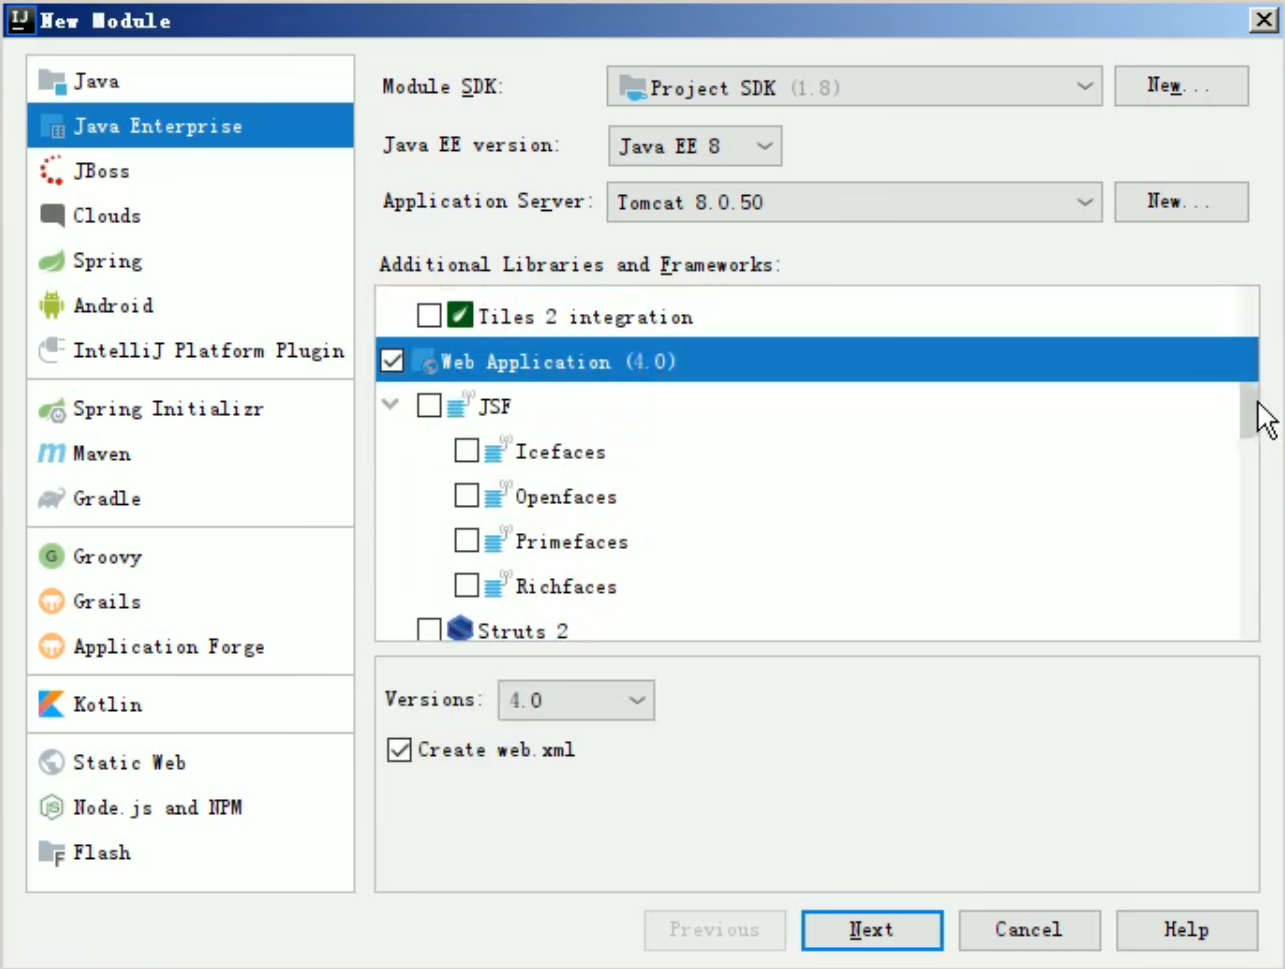 New Module
Java
Java Enterprise
JBoss
Clouds
Spring
Android
IntelliJ Platform Plugin
Spring Initializr
Maven
Gradle
Groovy
Grails
Application Forge
Kotlin
Static Web
Node.js and NPM
Flash
Module SDK: Project SDK (1.8) New...
Java EE version: Java EE 8
Application Server: Tomcat 8.0.50 New...
Additional Libraries and Frameworks:
Tiles 2 integration
Web Application (4.0)
JSF
Icefaces
Openfaces
Primefaces
Richfaces
Struts 2
Versions: 4.0
Create web.xml
Previous Next Cancel Help